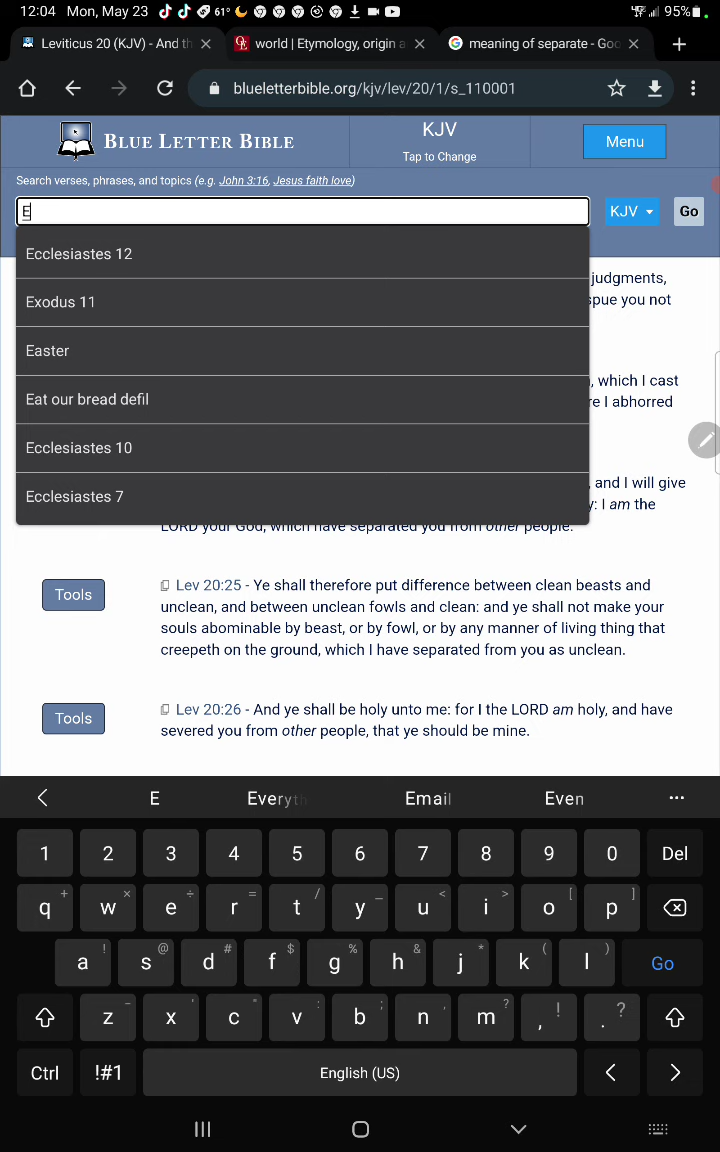 12:04 Mon, May 23 61° 95%
Leviticus 20 (KJV) - And th
world | Etymology, origin a
meaning of separate - Goo
blueletterbible.org/kjv/lev/20/1/s_110001
BLUE LETTER BIBLE
KJV
Tap to Change
Menu
Search verses, phrases, and topics (e.g. John 3:16, Jesus faith love)
E
KJV
Go
Ecclesiastes 12
Exodus 11
Easter
Eat our bread defil
Ecclesiastes 10
Ecclesiastes 7
judgments,
spue you not
, which I cast
re I abhorred
, and I will give
y: I am the
LORD your God, which have separated you from other people.
Tools
Lev 20:25 - Ye shall therefore put difference between clean beasts and
unclean, and between unclean fowls and clean: and ye shall not make your
souls abominable by beast, or by fowl, or by any manner of living thing that
creepeth on the ground, which I have separated from you as unclean.
Tools
Lev 20:26 - And ye shall be holy unto me: for I the LORD am holy, and have
severed you from other people, that ye should be mine.
E Everyth Email Even ...
1 2 3 4 5 6 7 8 9 0 Del
q + w × e ÷ r = t / y _ u < i > o [ p ]
a ! s @ d # f $ g % h & j * k ( l ) Go
z - x ' c " v : b ; n , m ? , ! . ?
Ctrl !#1 English (US) < >